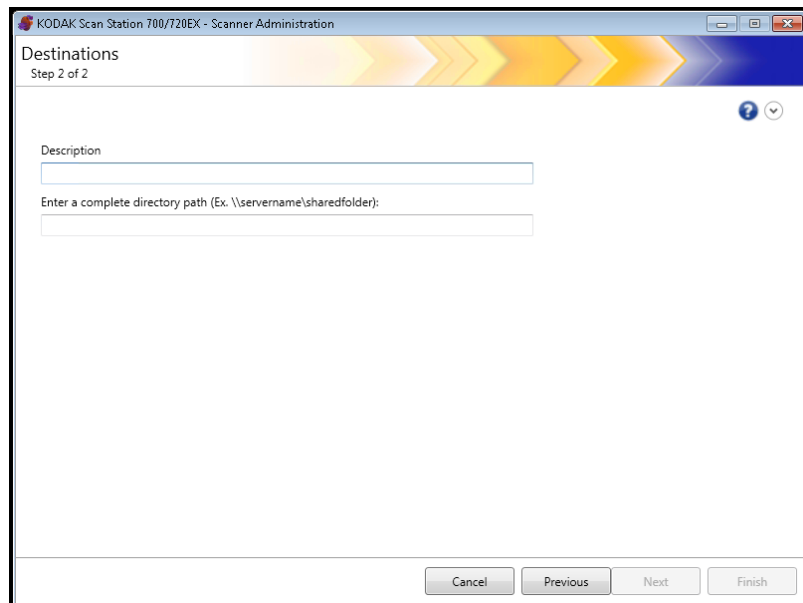 KODAK Scan Station 700/720EX - Scanner Administration
Destinations
Step 2 of 2
?
Description
Enter a complete directory path (Ex. \\servername\sharedfolder):
Cancel Previous Next Finish